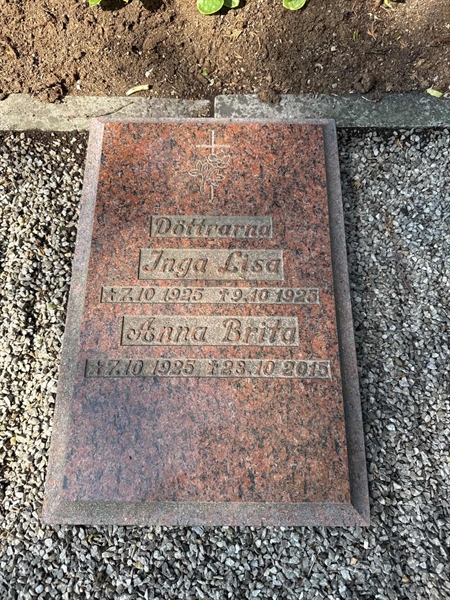 Döttrarna
Inga Lisa
*7.10 1925 †9.10 1925
Anna Brita
*7.10 1925 †23.10 2015